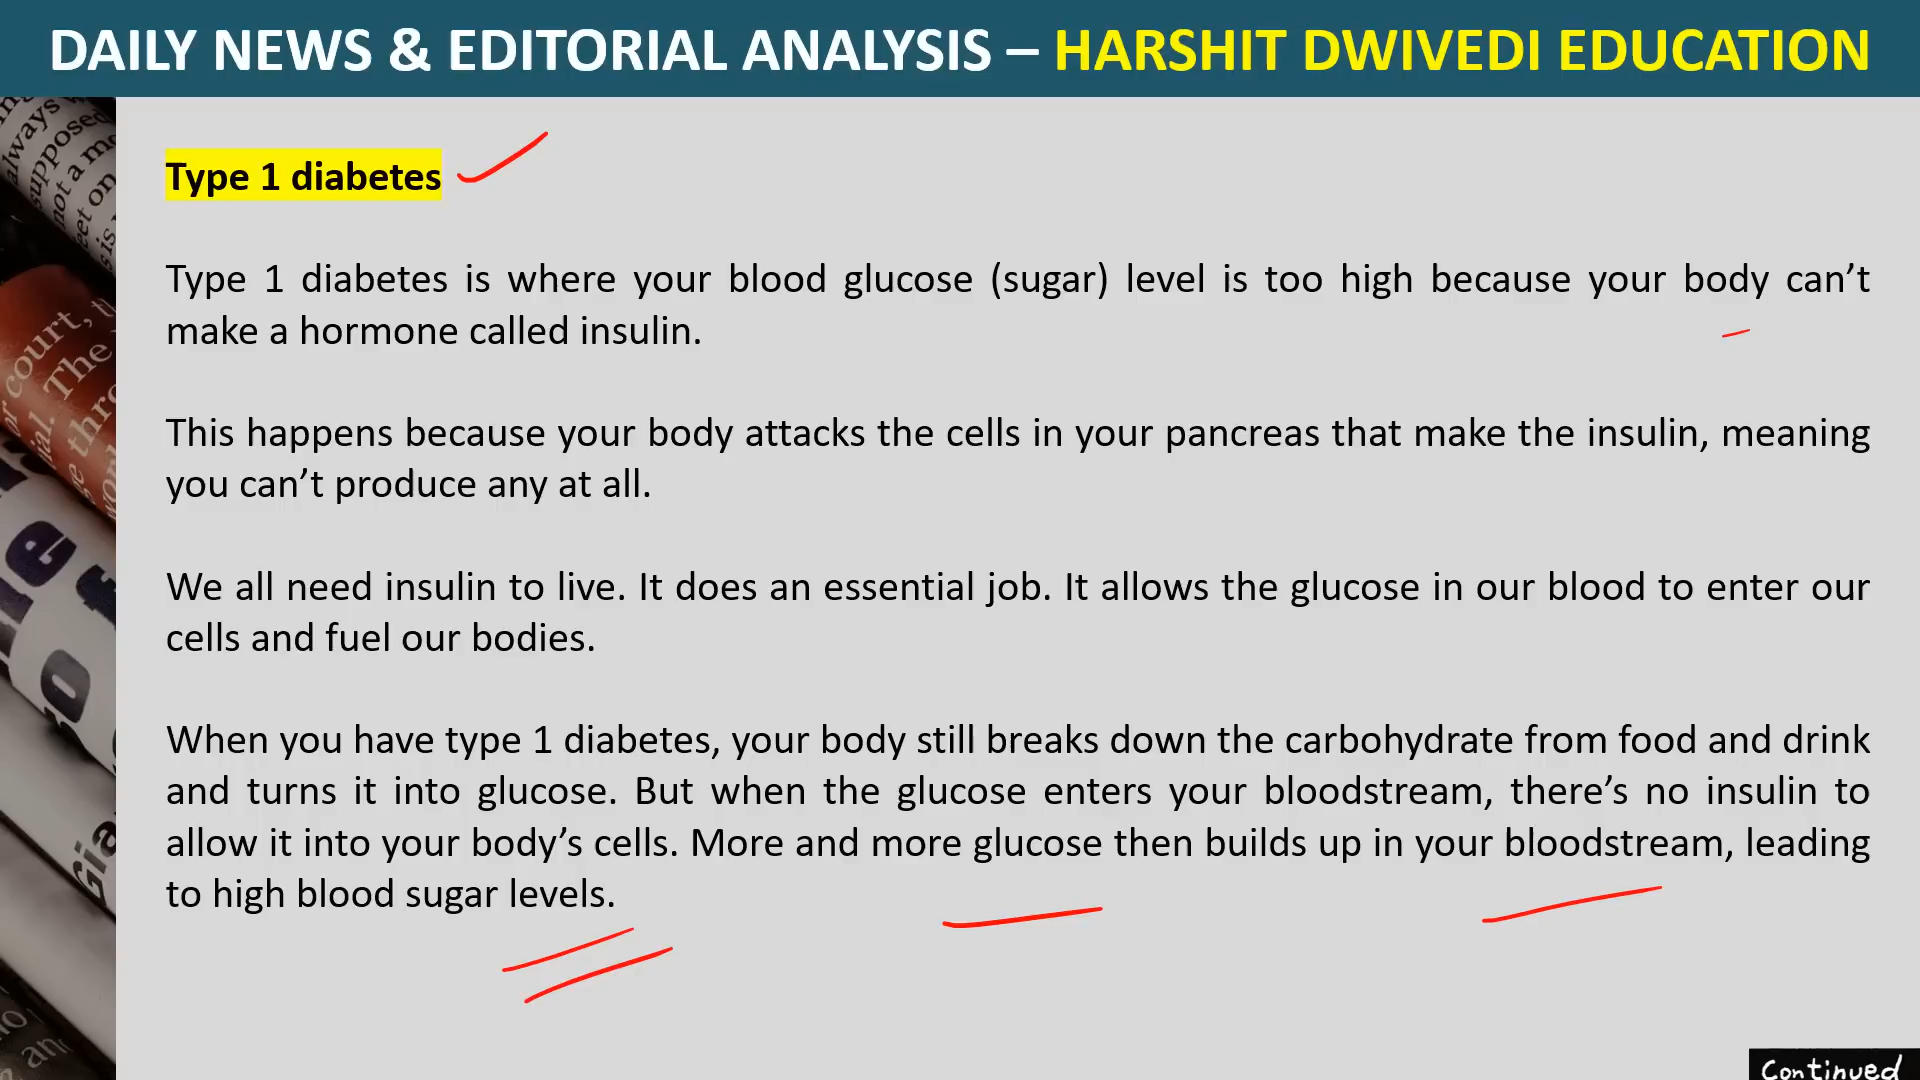 DAILY NEWS & EDITORIAL ANALYSIS – HARSHIT DWIVEDI EDUCATION
Type 1 diabetes
Type 1 diabetes is where your blood glucose (sugar) level is too high because your body can’t
make a hormone called insulin.
This happens because your body attacks the cells in your pancreas that make the insulin, meaning
you can’t produce any at all.
We all need insulin to live. It does an essential job. It allows the glucose in our blood to enter our
cells and fuel our bodies.
When you have type 1 diabetes, your body still breaks down the carbohydrate from food and drink
and turns it into glucose. But when the glucose enters your bloodstream, there’s no insulin to
allow it into your body’s cells. More and more glucose then builds up in your bloodstream, leading
to high blood sugar levels.
Continued